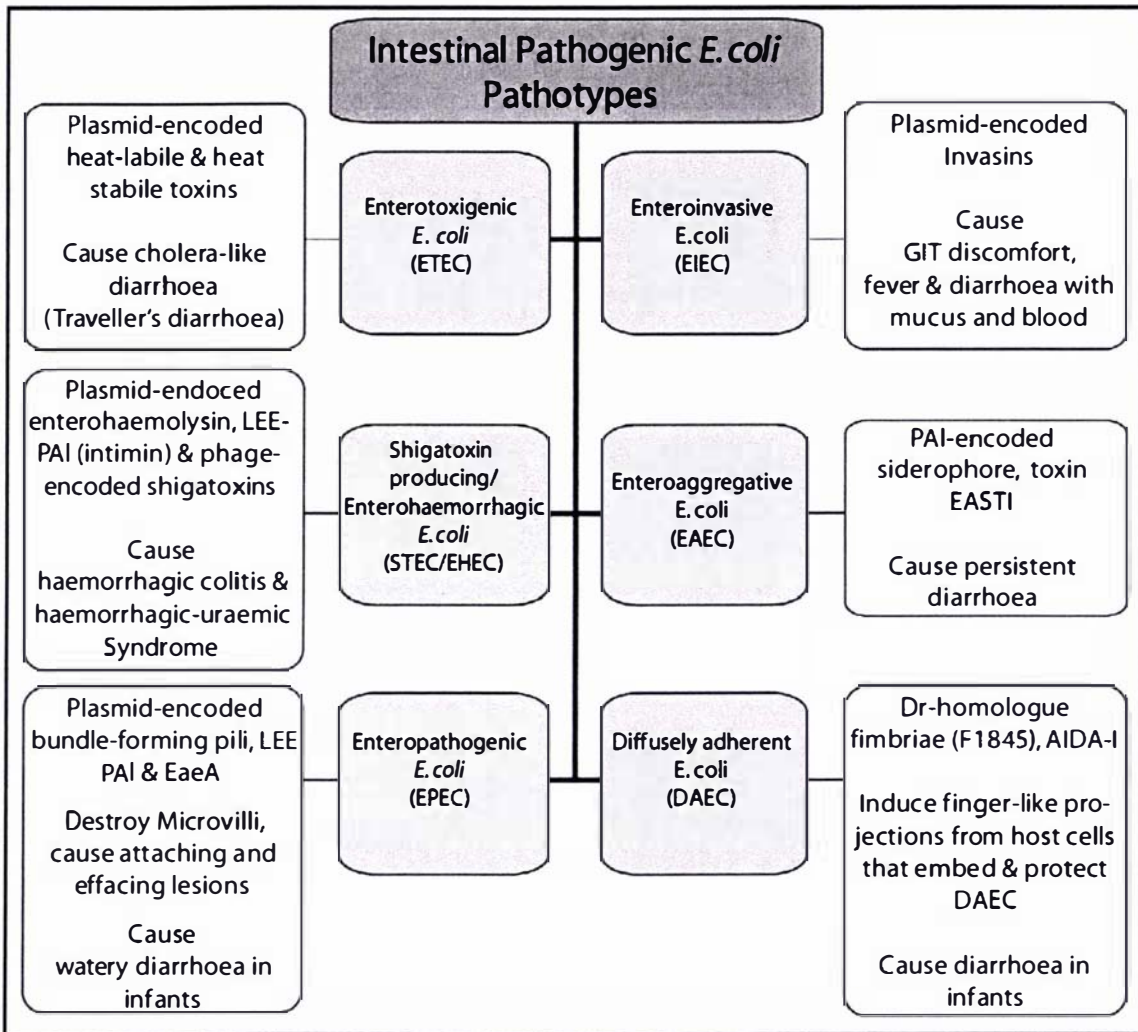 Intestinal Pathogenic E. coli
Pathotypes
Plasmid-encoded
heat-labile & heat
stabile toxins
Cause cholera-like
diarrhoea
(Traveller's diarrhoea)
Enterotoxigenic
E. coli
(ETEC)
Enteroinvasive
E.coli
(EIEC)
Plasmid-encoded
Invasins
Cause
GIT discomfort,
fever & diarrhoea with
mucus and blood
Plasmid-endoced
enterohaemolysin, LEE-
PAI (intimin) & phage-
encoded shigatoxins
Cause
haemorrhagic colitis &
haemorrhagic-uraemic
Syndrome
Shigatoxin
producing/
Enterohaemorrhagic
E.coli
(STEC/EHEC)
Enteroaggregative
E.coli
(EAEC)
PAI-encoded
siderophore, toxin
EASTI
Cause persistent
diarrhoea
Plasmid-encoded
bundle-forming pili, LEE
PAI & EaeA
Destroy Microvilli,
cause attaching and
effacing lesions
Cause
watery diarrhoea in
infants
Enteropathogenic
E.coli
(EPEC)
Diffusely adherent
E.coli
(DAEC)
Dr-homologue
fimbriae (F1845), AIDA-I
Induce finger-like pro-
jections from host cells
that embed & protect
DAEC
Cause diarrhoea in
infants